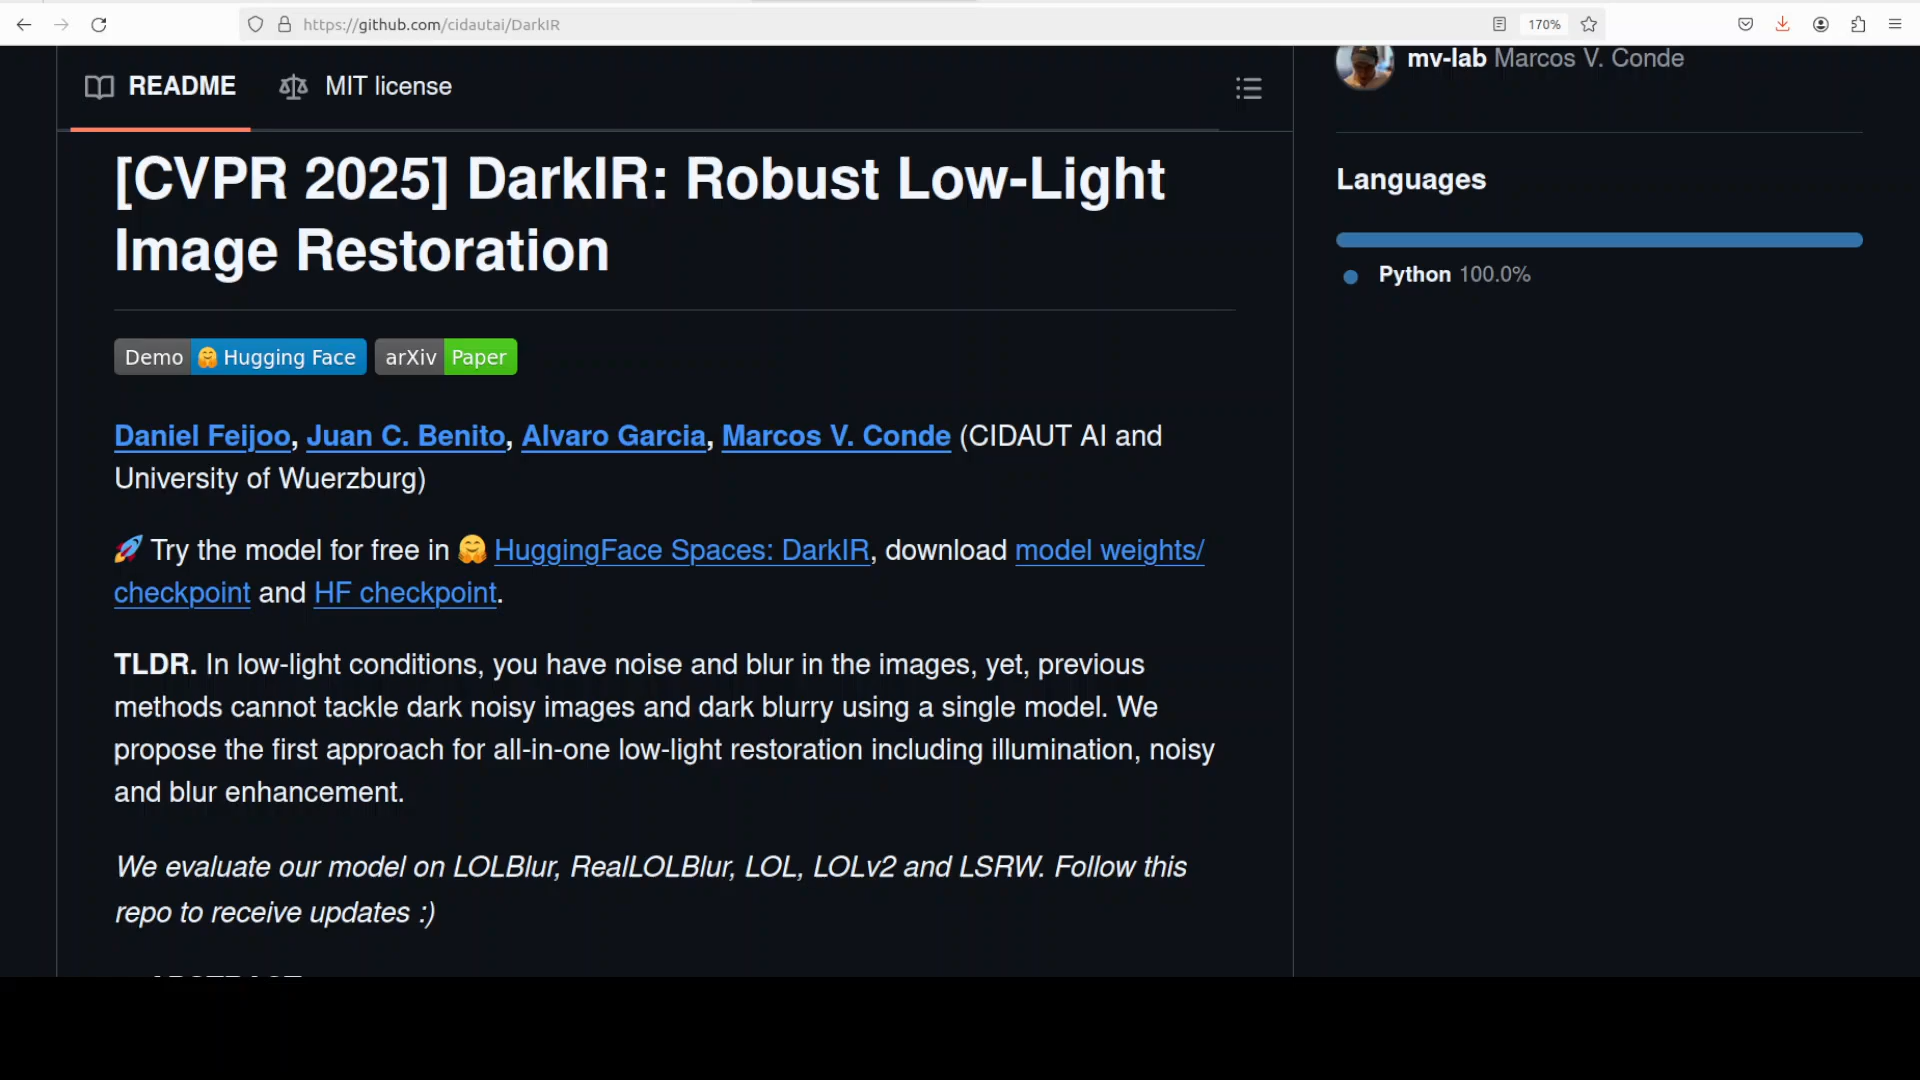 https://github.com/cidautai/DarkIR
170%
README
MIT license
mv-lab Marcos V. Conde
[CVPR 2025] DarkIR: Robust Low-Light
Image Restoration
Demo Hugging Face arXiv Paper
Daniel Feijoo, Juan C. Benito, Alvaro Garcia, Marcos V. Conde (CIDAUT AI and
University of Wuerzburg)
🚀 Try the model for free in 🤗 HuggingFace Spaces: DarkIR, download model weights/
checkpoint and HF checkpoint.
TLDR. In low-light conditions, you have noise and blur in the images, yet, previous
methods cannot tackle dark noisy images and dark blurry using a single model. We
propose the first approach for all-in-one low-light restoration including illumination, noisy
and blur enhancement.
We evaluate our model on LOLBlur, RealLOLBlur, LOL, LOLv2 and LSRW. Follow this
repo to receive updates :)
Languages
Python 100.0%